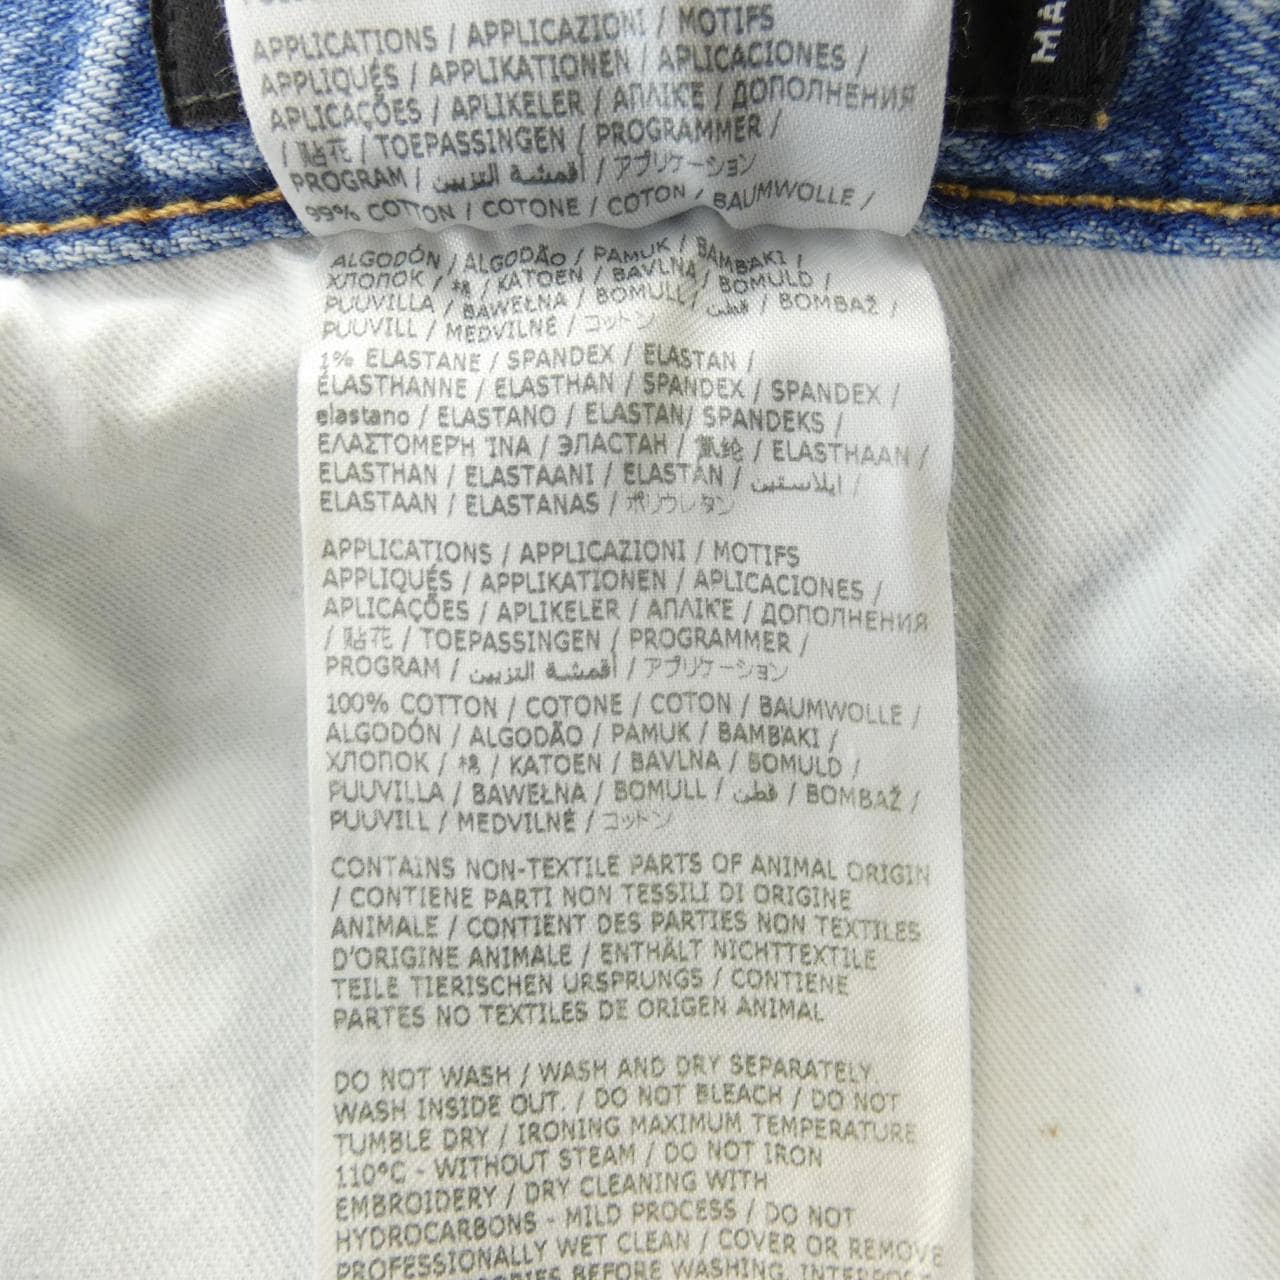 MA
APPLICATIONS / APPLICAZIONI / MOTIFS
APPLIQUÉS / APPLIKATIONEN / APLICACIONES /
APLICAÇÕES / APLIKELER / ΑΠΛΙΚΕ / ДОПОЛНЕНИЯ
/ 贴花 / TOEPASSINGEN / PROGRAMMER /
PROGRAM / أقمشة التزيين / アプリケーション
99% COTTON / COTONE / COTON / BAUMWOLLE /
ALGODÓN / ALGODÃO / PAMUK / BAMBAKI /
ХЛОПОК / 棉 / KATOEN / BAVLNA / BOMULD /
PUUVILLA / BAWEŁNA / BOMULL / قطن / BOMBAŽ /
PUUVILL / MEDVILNĖ / コットン
1% ELASTANE / SPANDEX / ELASTAN /
ÉLASTHANNE / ELASTHAN / SPANDEX / SPANDEX /
elastano / ELASTANO / ELASTAN/ SPANDEKS /
ΕΛΑΣΤΟΜΕΡΉ ΊΝΑ / ЭЛАСТАН / 氨纶 / ELASTHAAN /
ELASTHAN / ELASTAANI / ELASTAN / ايلاستين /
ELASTAAN / ELASTANAS / ポリウレタン
APPLICATIONS / APPLICAZIONI / MOTIFS
APPLIQUÉS / APPLIKATIONEN / APLICACIONES /
APLICAÇÕES / APLIKELER / ΑΠΛΙΚΕ / ДОПОЛНЕНИЯ
/ 贴花 / TOEPASSINGEN / PROGRAMMER /
PROGRAM / أقمشة التزيين / アプリケーション
100% COTTON / COTONE / COTON / BAUMWOLLE /
ALGODÓN / ALGODÃO / PAMUK / BAMBAKI /
ХЛОПОК / 棉 / KATOEN / BAVLNA / BOMULD /
PUUVILLA / BAWEŁNA / BOMULL / قطن / BOMBAŽ /
PUUVILL / MEDVILNĖ / コットン
CONTAINS NON-TEXTILE PARTS OF ANIMAL ORIGIN
/ CONTIENE PARTI NON TESSILI DI ORIGINE
ANIMALE / CONTIENT DES PARTIES NON TEXTILES
D'ORIGINE ANIMALE / ENTHÄLT NICHTTEXTILE
TEILE TIERISCHEN URSPRUNGS / CONTIENE
PARTES NO TEXTILES DE ORIGEN ANIMAL
DO NOT WASH / WASH AND DRY SEPARATELY.
WASH INSIDE OUT. / DO NOT BLEACH / DO NOT
TUMBLE DRY / IRONING MAXIMUM TEMPERATURE
110°C - WITHOUT STEAM / DO NOT IRON
EMBROIDERY / DRY CLEANING WITH
HYDROCARBONS - MILD PROCESS / DO NOT
PROFESSIONALLY WET CLEAN / COVER OR REMOVE
BEFORE WASHING.